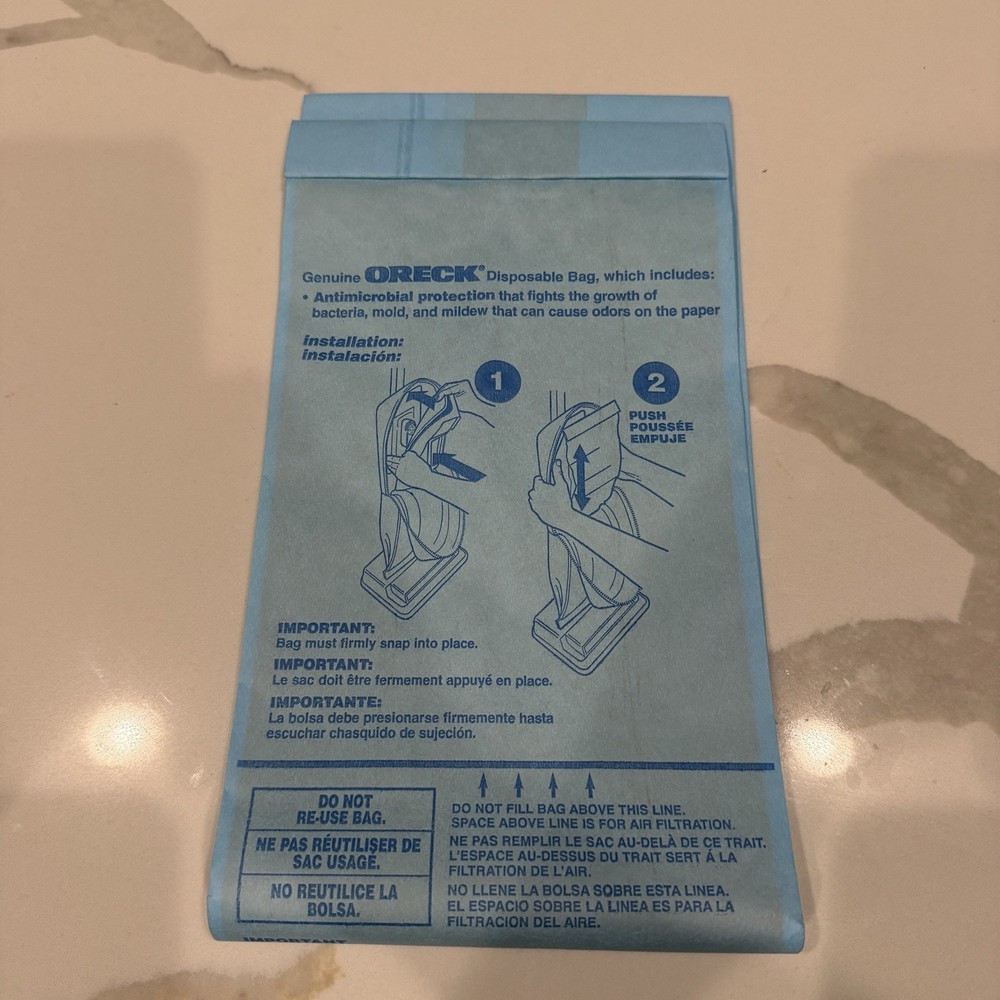 Genuine ORECK® Disposable Bag, which includes:
• Antimicrobial protection that fights the growth of
bacteria, mold, and mildew that can cause odors on the paper
installation:
instalación:
1
2
PUSH
POUSSÉE
EMPUJE
IMPORTANT:
Bag must firmly snap into place.
IMPORTANT:
Le sac doit être fermement appuyé en place.
IMPORTANTE:
La bolsa debe presionarse firmemente hasta
escuchar chasquido de sujeción.
DO NOT
RE-USE BAG.
NE PAS RÉUTILISER DE
SAC USAGÉ.
NO REUTILICE LA
BOLSA.
DO NOT FILL BAG ABOVE THIS LINE.
SPACE ABOVE LINE IS FOR AIR FILTRATION.
NE PAS REMPLIR LE SAC AU-DELÀ DE CE TRAIT.
L'ESPACE AU-DESSUS DU TRAIT SERT Á LA
FILTRATION DE L'AIR.
NO LLENE LA BOLSA SOBRE ESTA LINEA.
EL ESPACIO SOBRE LA LINEA ES PARA LA
FILTRACION DEL AIRE.
IMPORTANT